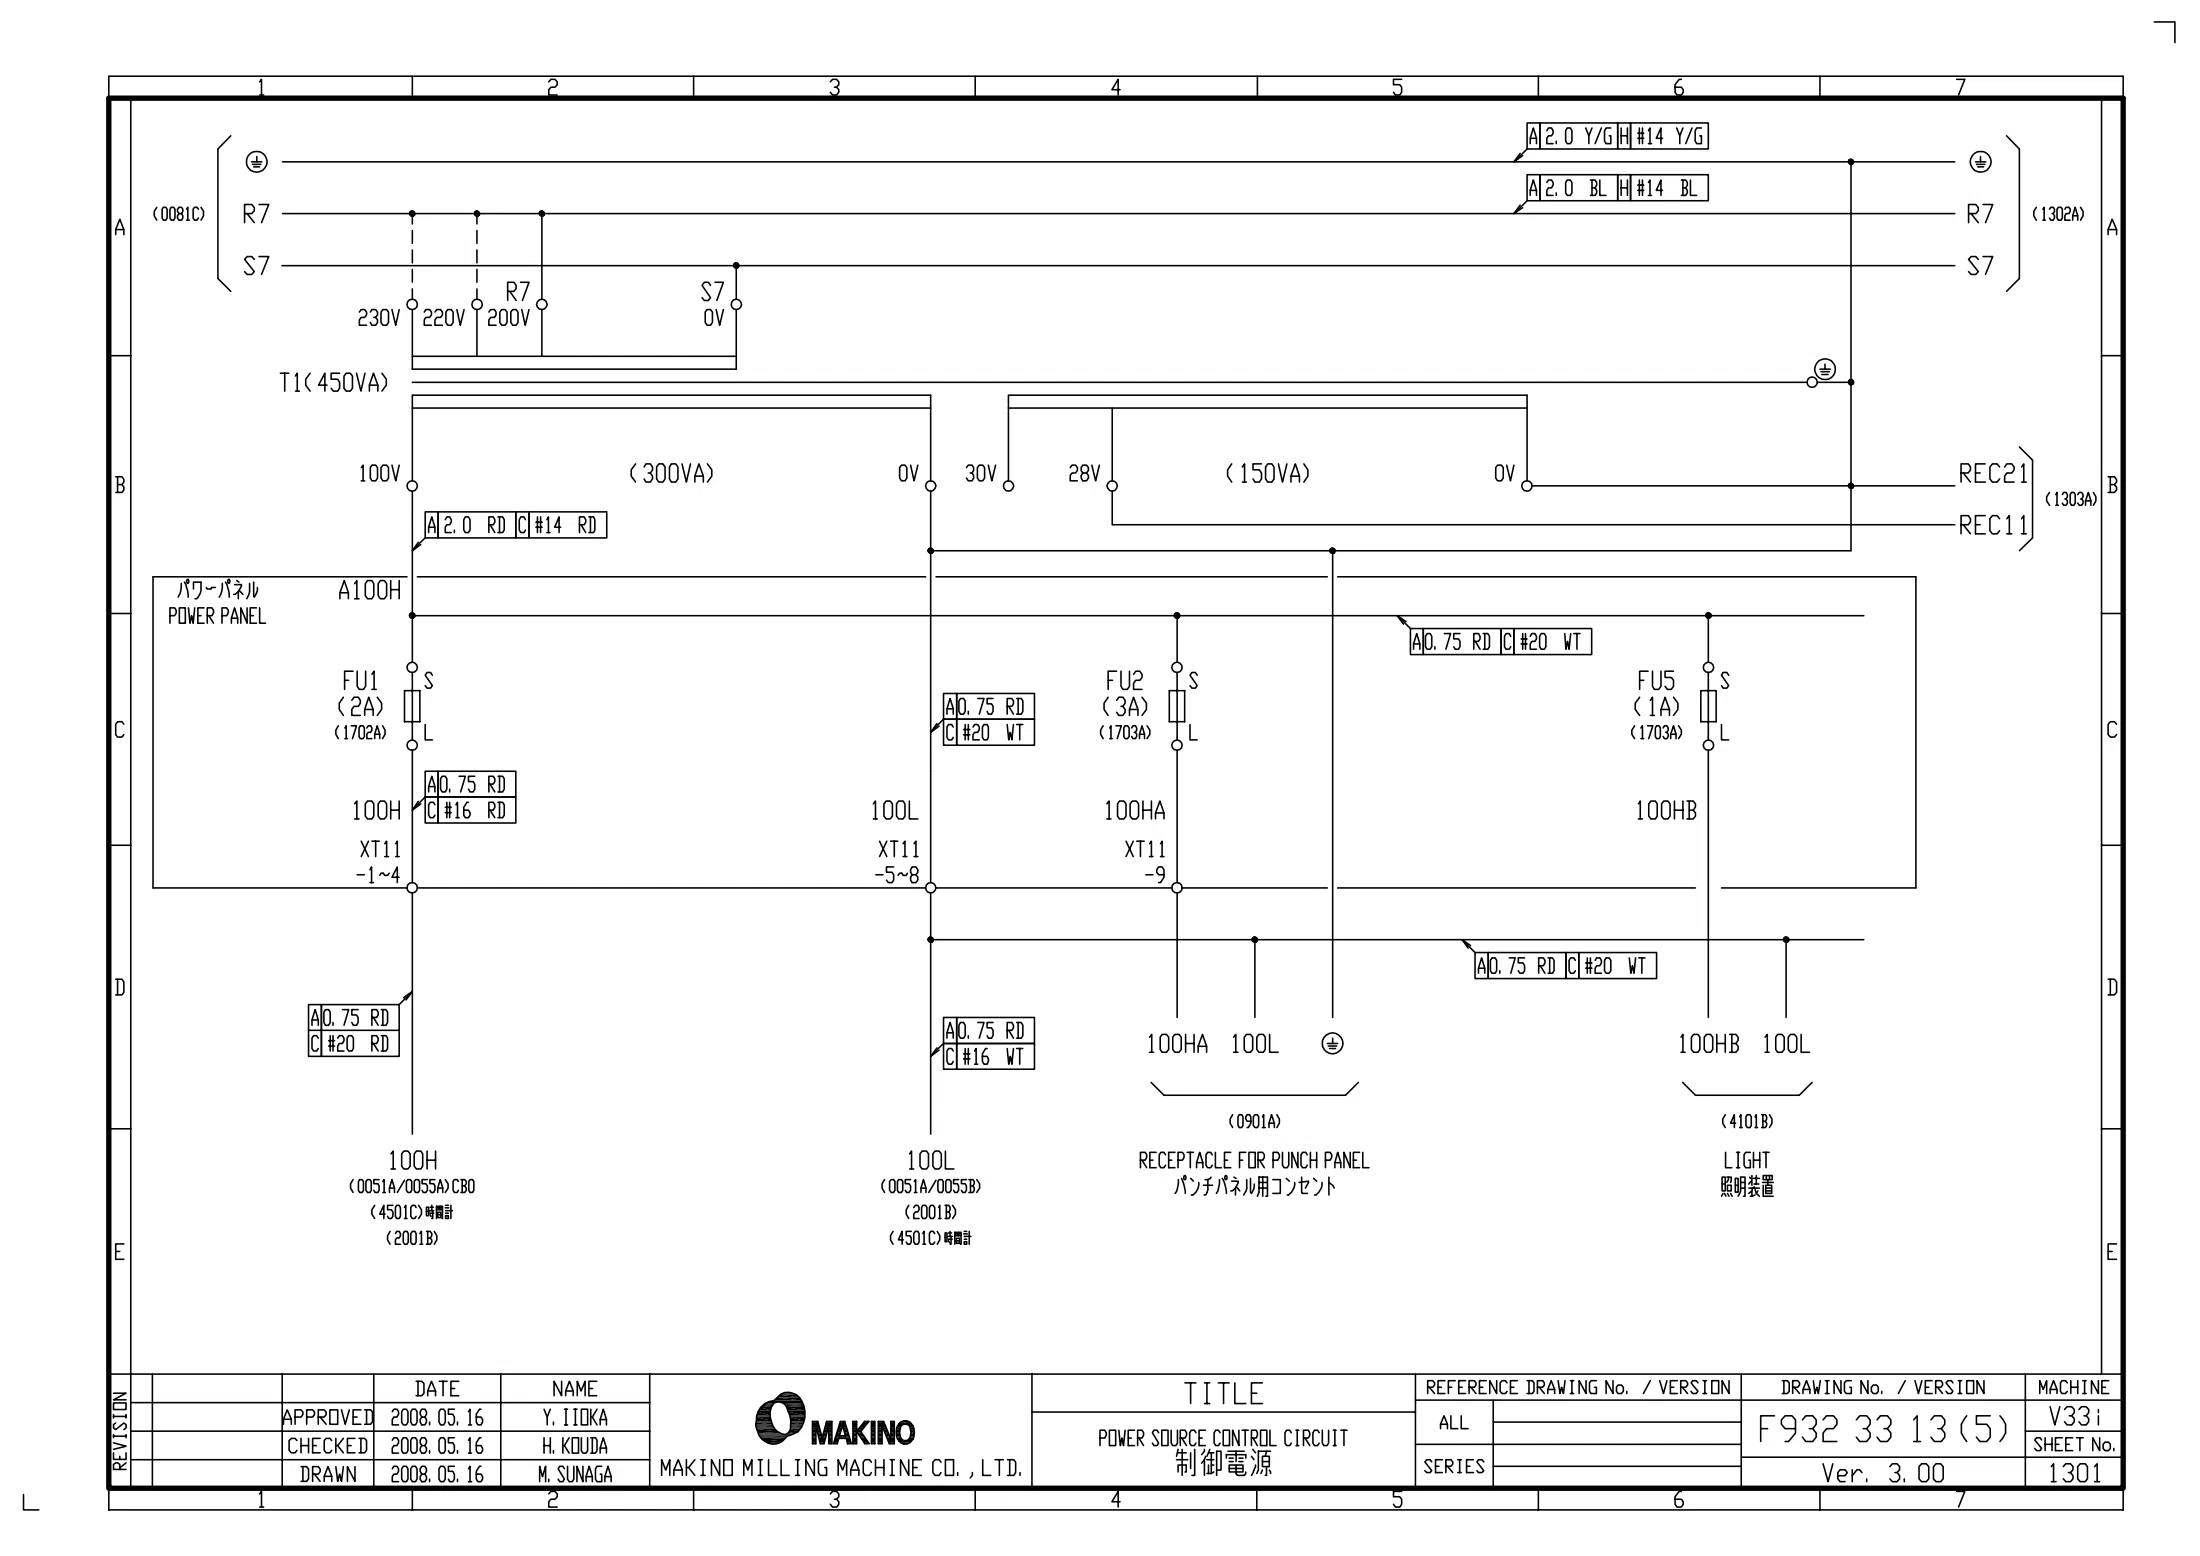 1 2 3 4 5 6 7
A 2.0 Y/G H #14 Y/G
A 2.0 BL H #14 BL
(0081C) R7 R7 (1302A)
A A
S7 S7
R7 S7
230V 220V 200V 0V
T1(450VA)
100V (300VA) 0V 30V 28V (150VA) 0V REC21
B (1303A) B
REC11
A 2.0 RD C #14 RD
パワーパネル A100H
POWER PANEL
A 0.75 RD C #20 WT
FU1 S FU2 S FU5 S
(2A) (3A) (1A)
A 0.75 RD
C #20 WT
(1702A) L (1703A) L (1703A) L
C C
A 0.75 RD
C #16 RD
100H 100L 100HA 100HB
XT11 XT11 XT11
-1~4 -5~8 -9
A 0.75 RD C #20 WT
D D
A 0.75 RD
C #20 RD
A 0.75 RD
C #16 WT
100HA 100L 100HB 100L
(0901A) (4101B)
100H 100L RECEPTACLE FOR PUNCH PANEL LIGHT
(0051A/0055A)CBO (0051A/0055B) パンチパネル用コンセント 照明装置
(4501C)時間計 (2001B)
(2001B) (4501C)時間計
E E
REVISION
DATE NAME
APPROVED 2008.05.16 Y.IIOKA
CHECKED 2008.05.16 H.KOUDA
DRAWN 2008.05.16 M.SUNAGA
MAKINO
MAKINO MILLING MACHINE CO.,LTD.
TITLE
POWER SOURCE CONTROL CIRCUIT
制御電源
REFERENCE DRAWING No. / VERSION
ALL
SERIES
DRAWING No. / VERSION
F932 33 13(5)
Ver. 3.00
MACHINE
V33i
SHEET No.
1301
1 2 3 4 5 6 7